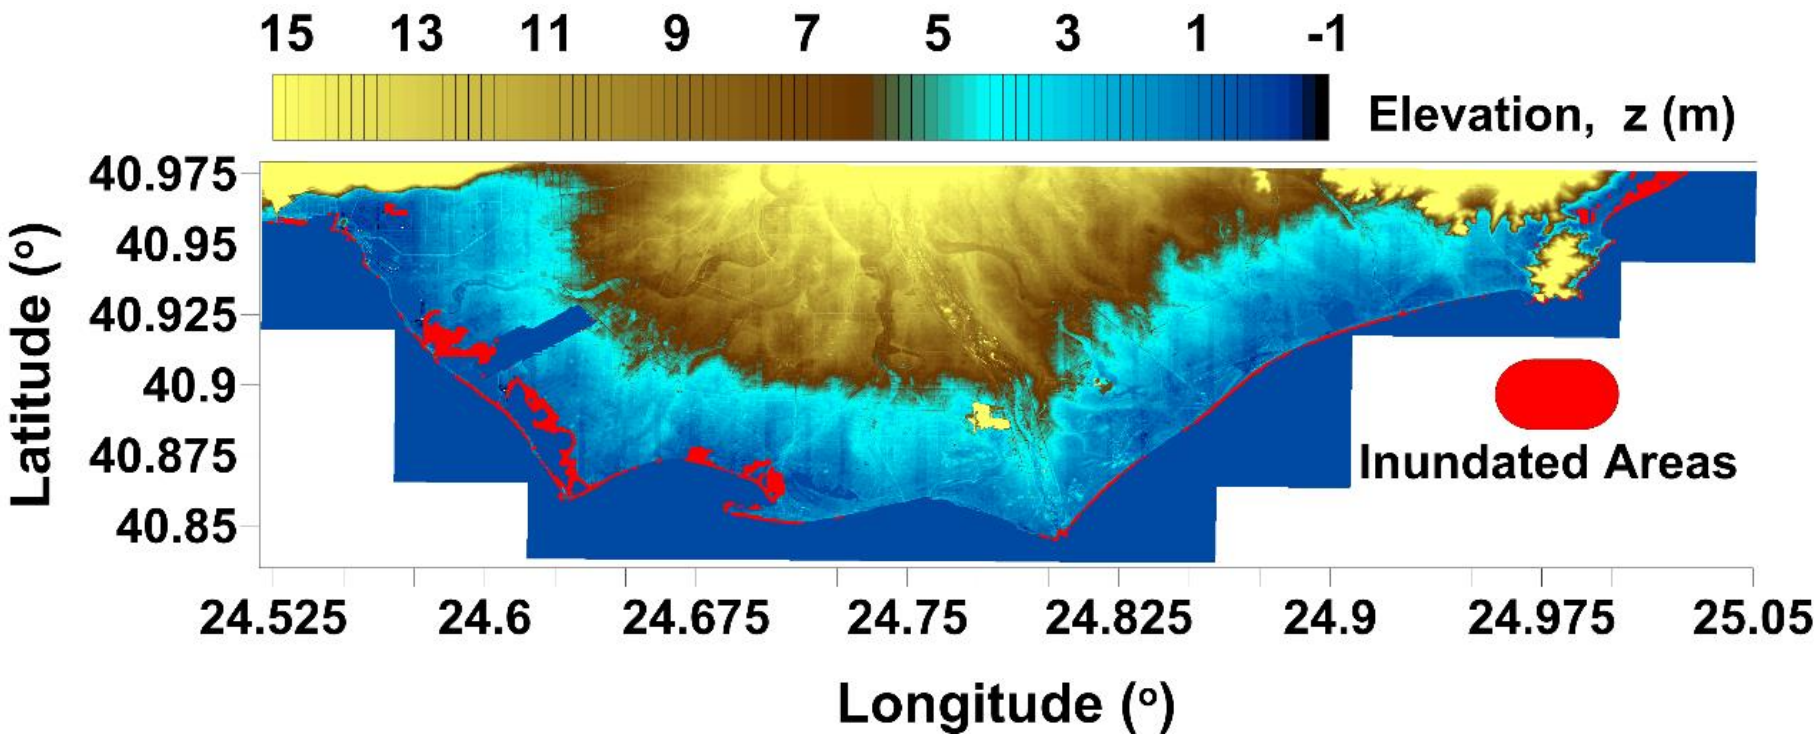 15 13 11 9 7 5 3 1 -1
Elevation, z (m)
40.975
40.95
40.925
40.9
40.875
40.85
Latitude (º)
Inundated Areas
24.525 24.6 24.675 24.75 24.825 24.9 24.975 25.05
Longitude (º)